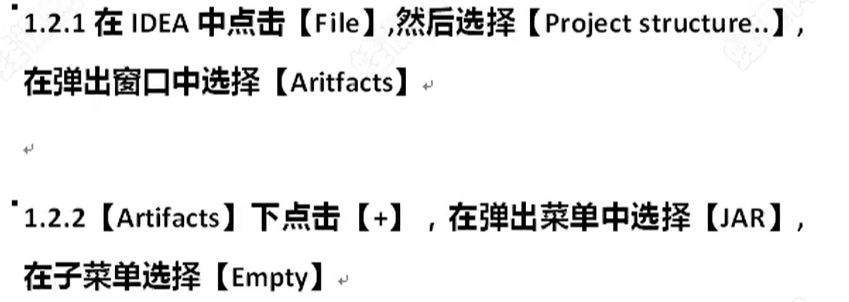 1.2.1 在 IDEA 中点击【File】,然后选择【Project structure..】,
在弹出窗口中选择【Aritfacts】
1.2.2【Artifacts】下点击【+】，在弹出菜单中选择【JAR】,
在子菜单选择【Empty】